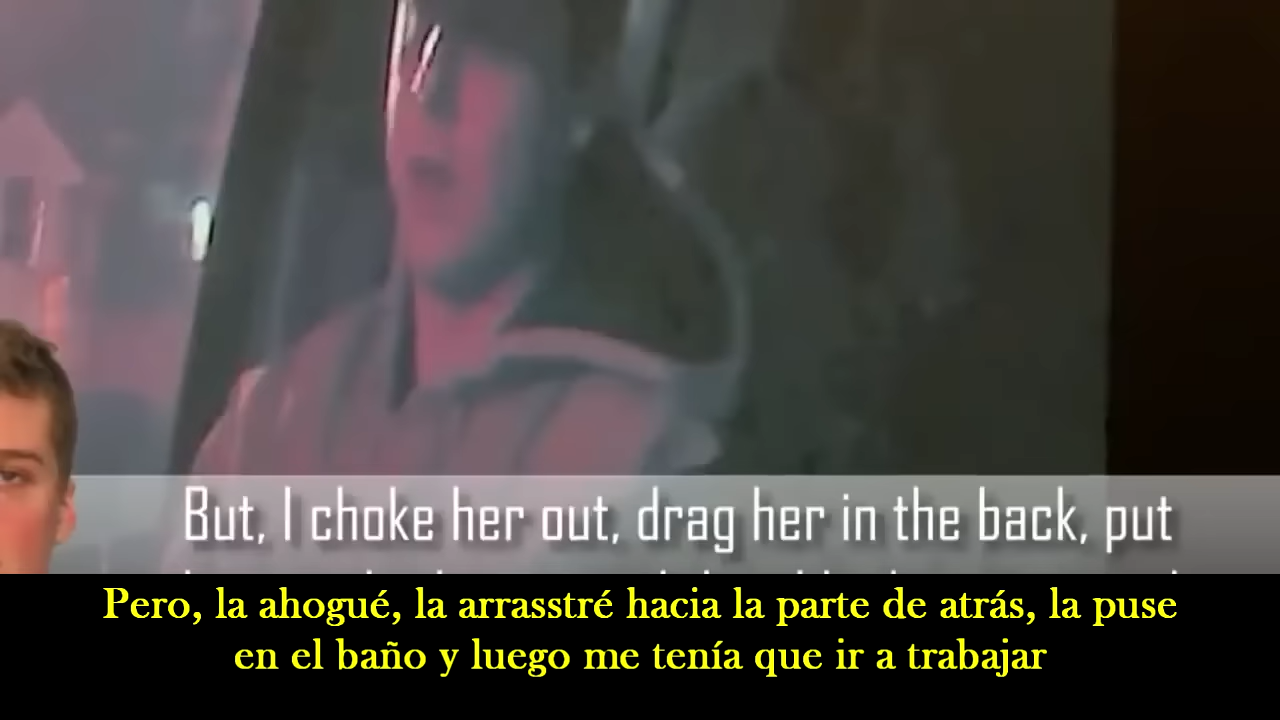 But, I choke her out, drag her in the back, put
Pero, la ahogué, la arrasstré hacia la parte de atrás, la puse
en el baño y luego me tenía que ir a trabajar